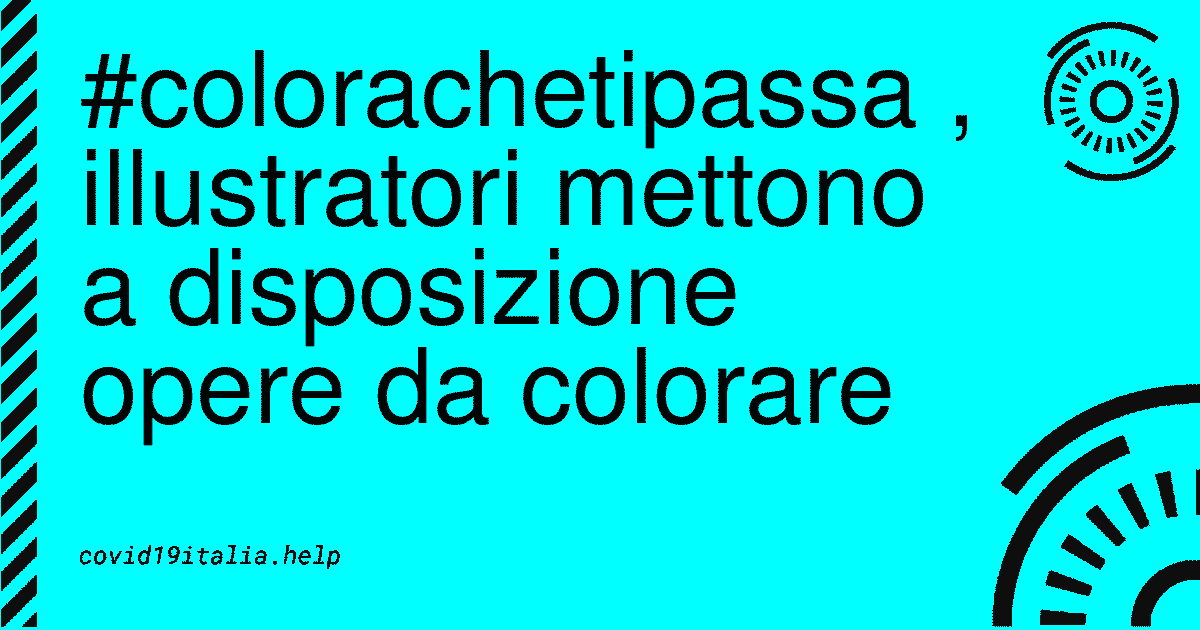 #colorachetipassa ,
illustratori mettono
a disposizione
opere da colorare
covid19italia.help